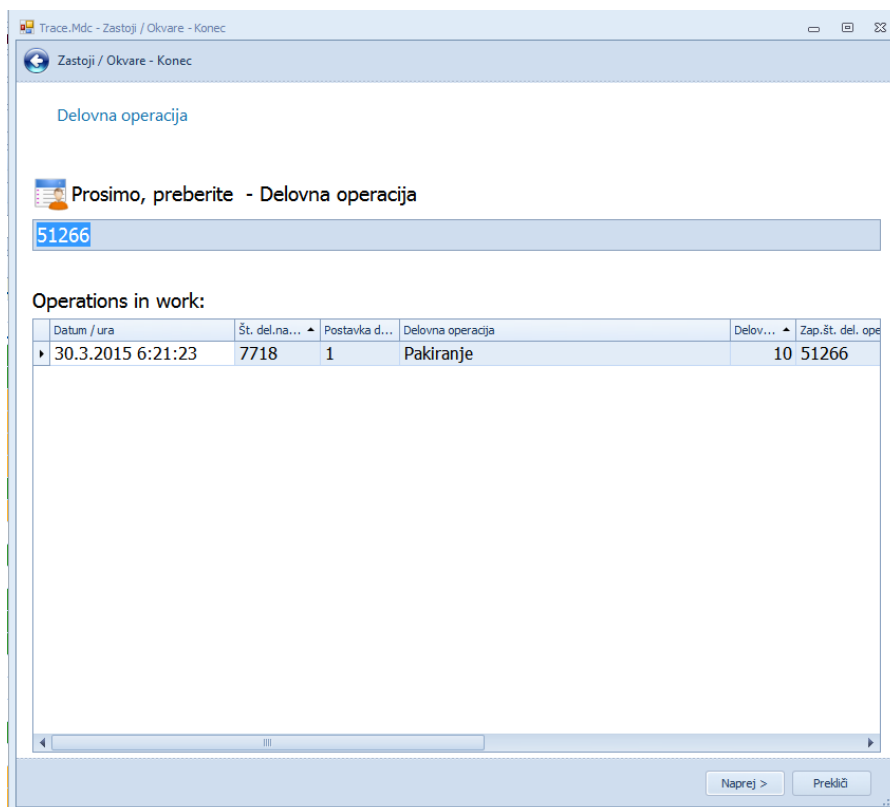 Trace.Mdc - Zastoji / Okvare - Konec
Zastoji / Okvare - Konec
Delovna operacija
Prosimo, preberite - Delovna operacija
51266
Operations in work:
Datum / ura Št. del.na... Postavka d... Delovna operacija Delov... Zap.št. del. ope
30.3.2015 6:21:23 7718 1 Pakiranje 10 51266
Naprej > Prekliči